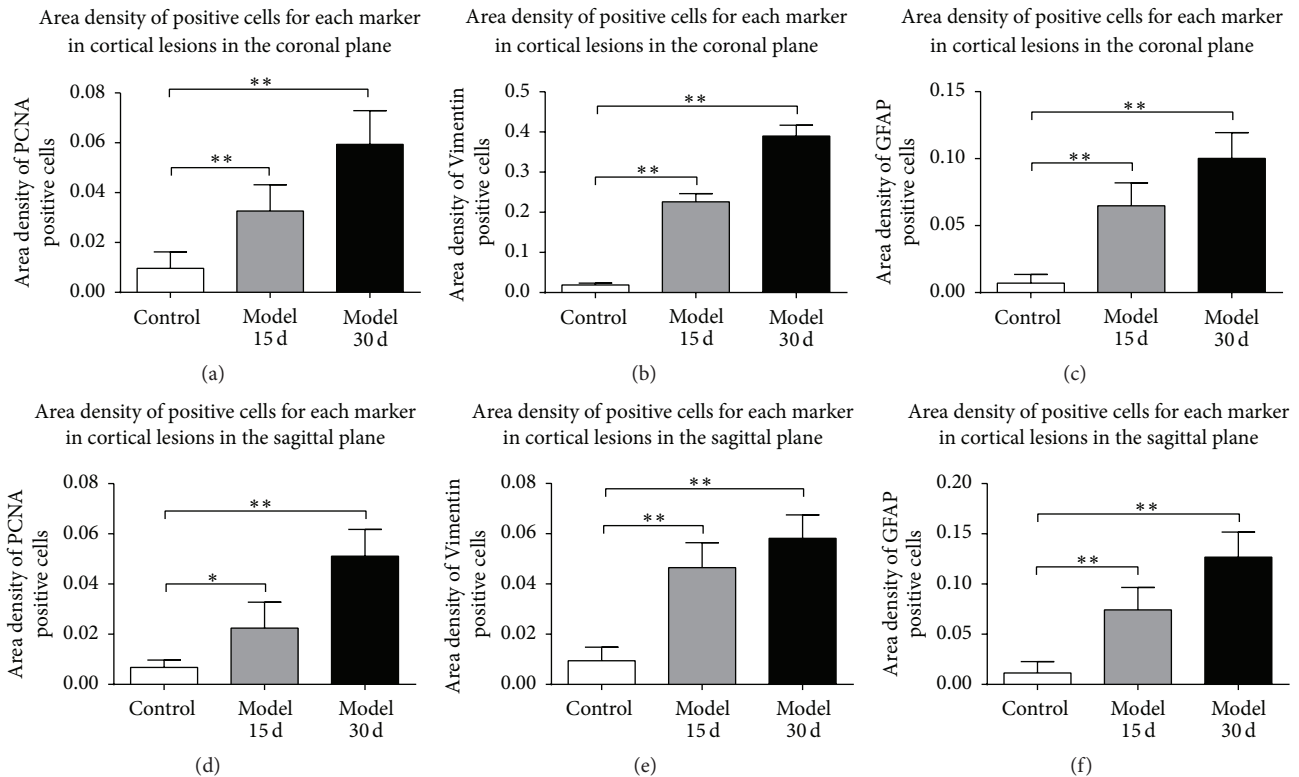 Area density of positive cells for each marker
in cortical lesions in the coronal plane
Area density of PCNA
positive cells
0.08
0.06
0.04
0.02
0.00
**
**
Control
Model
15 d
Model
30 d
(a)
Area density of positive cells for each marker
in cortical lesions in the coronal plane
Area density of Vimentin
positive cells
0.5
0.4
0.3
0.2
0.1
0.0
**
**
Control
Model
15 d
Model
30 d
(b)
Area density of positive cells for each marker
in cortical lesions in the coronal plane
Area density of GFAP
positive cells
0.15
0.10
0.05
0.00
**
**
Control
Model
15 d
Model
30 d
(c)
Area density of positive cells for each marker
in cortical lesions in the sagittal plane
Area density of PCNA
positive cells
0.08
0.06
0.04
0.02
0.00
**
*
Control
Model
15 d
Model
30 d
(d)
Area density of positive cells for each marker
in cortical lesions in the sagittal plane
Area density of Vimentin
positive cells
0.08
0.06
0.04
0.02
0.00
**
**
Control
Model
15 d
Model
30 d
(e)
Area density of positive cells for each marker
in cortical lesions in the sagittal plane
Area density of GFAP
positive cells
0.20
0.15
0.10
0.05
0.00
**
**
Control
Model
15 d
Model
30 d
(f)